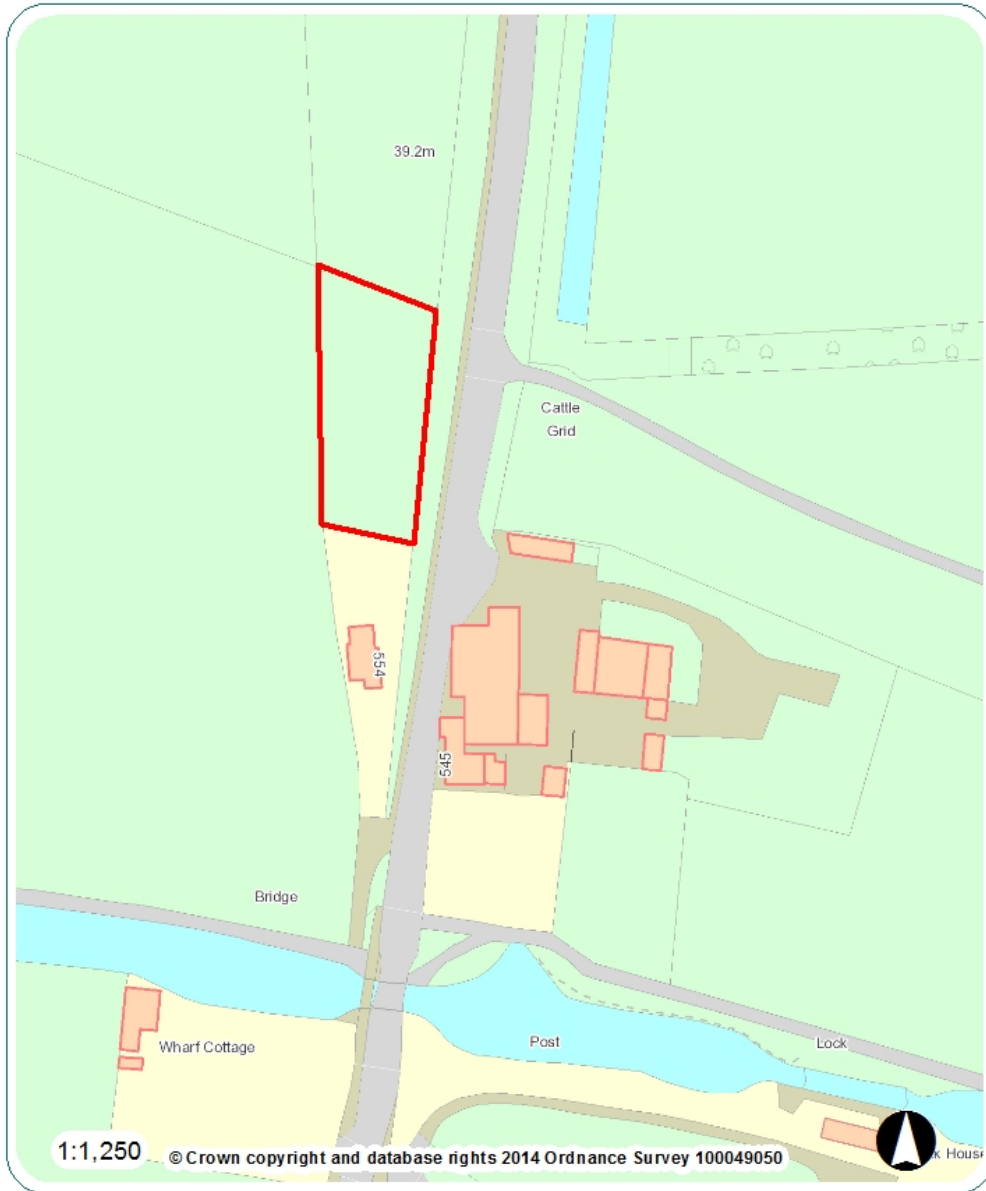 39.2m
Cattle
Grid
554
545
Bridge
Wharf Cottage
Post
Lock
k House
1:1,250
© Crown copyright and database rights 2014 Ordnance Survey 100049050